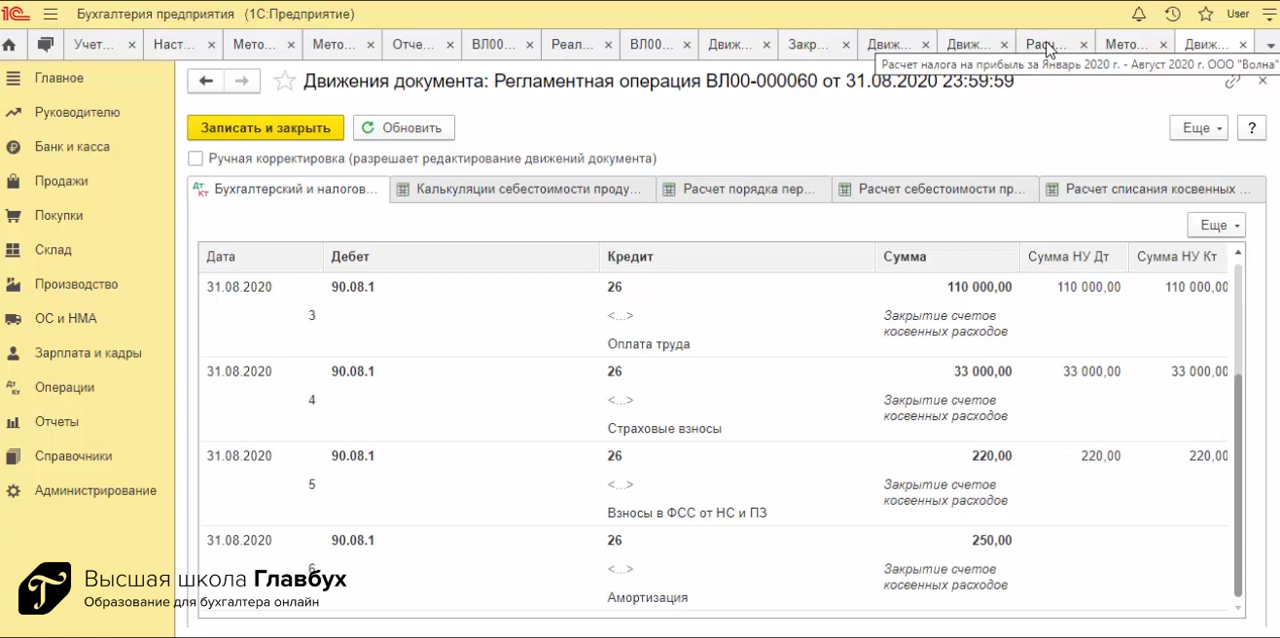 1С Бухгалтерия предприятия (1С:Предприятие) User
Учет... × Наст... × Мето... × Мето... × Отче... × ВЛ00... × Реал... × ВЛ00... × Движ... × Закр... × Движ... × Движ... × Расч... × Мето... × Движ... ×
Расчет налога на прибыль за Январь 2020 г. - Август 2020 г. ООО "Волна"
Главное
Руководителю
Банк и касса
Продажи
Покупки
Склад
Производство
ОС и НМА
Зарплата и кадры
Операции
Отчеты
Справочники
Администрирование
Движения документа: Регламентная операция ВЛ00-000060 от 31.08.2020 23:59:59
Записать и закрыть Обновить Еще ?
Ручная корректировка (разрешает редактирование движений документа)
Бухгалтерский и налогов... Калькуляции себестоимости проду... Расчет порядка пер... Расчет себестоимости пр... Расчет списания косвенных ...
Еще
Дата Дебет Кредит Сумма Сумма НУ Дт Сумма НУ Кт
31.08.2020 90.08.1 26 110 000,00 110 000,00 110 000,00
3 <...> Закрытие счетов
косвенных расходов
Оплата труда
31.08.2020 90.08.1 26 33 000,00 33 000,00 33 000,00
4 <...> Закрытие счетов
косвенных расходов
Страховые взносы
31.08.2020 90.08.1 26 220,00 220,00 220,00
5 <...> Закрытие счетов
косвенных расходов
Взносы в ФСС от НС и ПЗ
31.08.2020 90.08.1 26 250,00
6 <...> Закрытие счетов
косвенных расходов
Амортизация
Высшая школа Главбух
Образование для бухгалтера онлайн